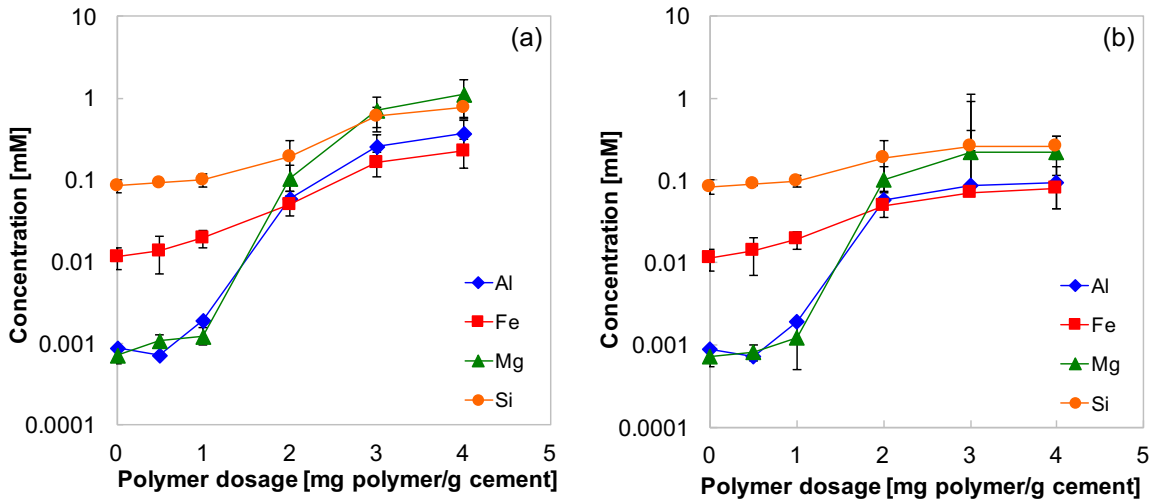 (a)
10
1
0.1
0.01
0.001
0.0001
Concentration [mM]
Al
Fe
Mg
Si
0 1 2 3 4 5
Polymer dosage [mg polymer/g cement]
(b)
10
1
0.1
0.01
0.001
0.0001
Concentration [mM]
Al
Fe
Mg
Si
0 1 2 3 4 5
Polymer dosage [mg polymer/g cement]